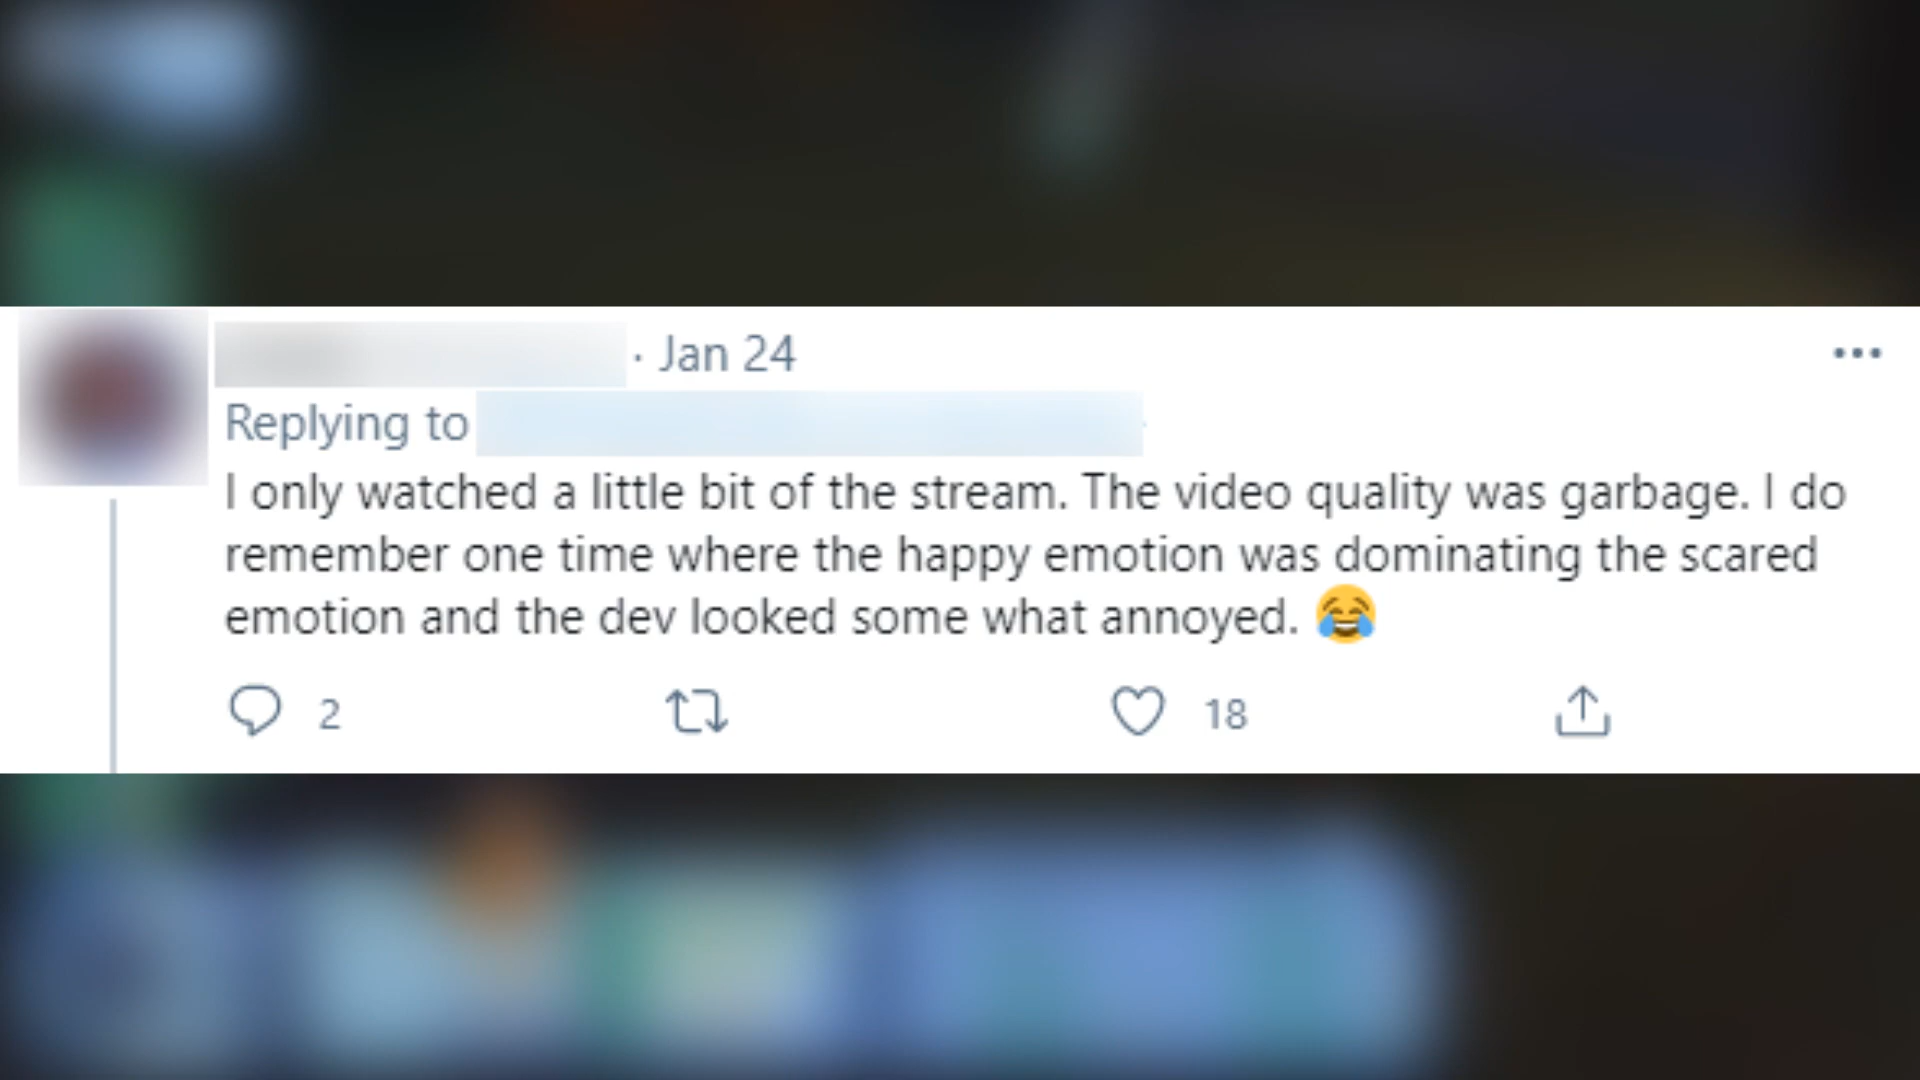 · Jan 24
Replying to
I only watched a little bit of the stream. The video quality was garbage. I do
remember one time where the happy emotion was dominating the scared
emotion and the dev looked some what annoyed. 😂
2 18